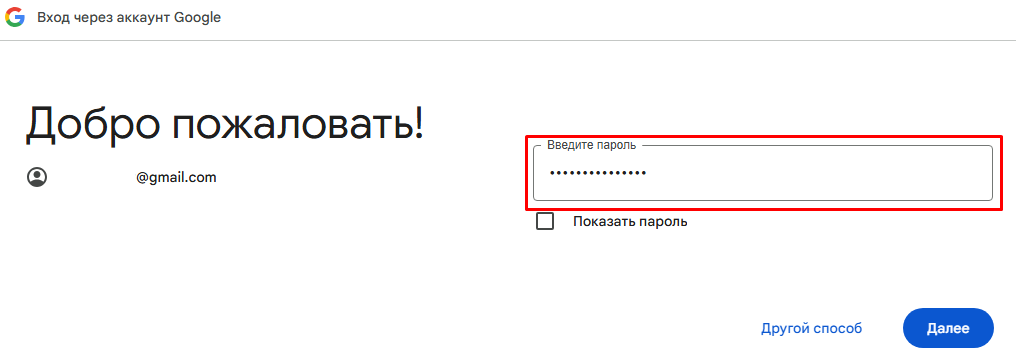 Вход через аккаунт Google
Добро пожаловать!
@gmail.com
Введите пароль
•••••••••••••••
Показать пароль
Другой способ
Далее